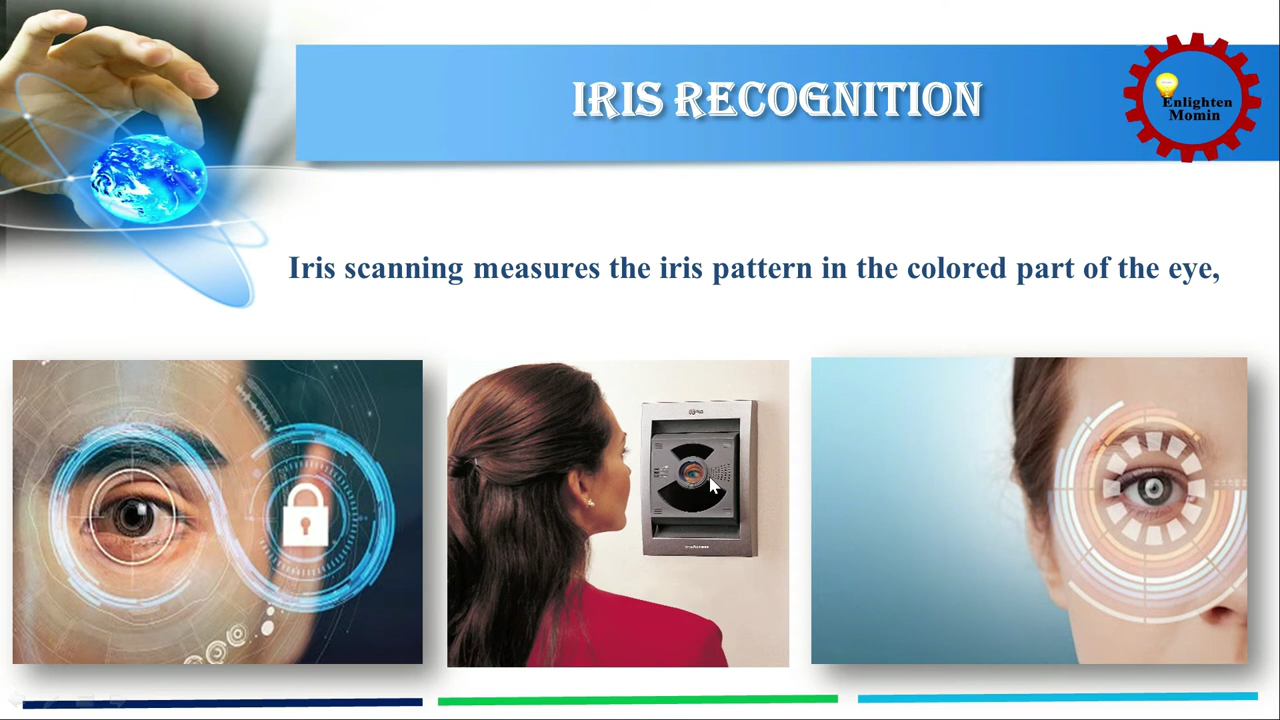 IRIS RECOGNITION
Enlighten
Momin
Iris scanning measures the iris pattern in the colored part of the eye,